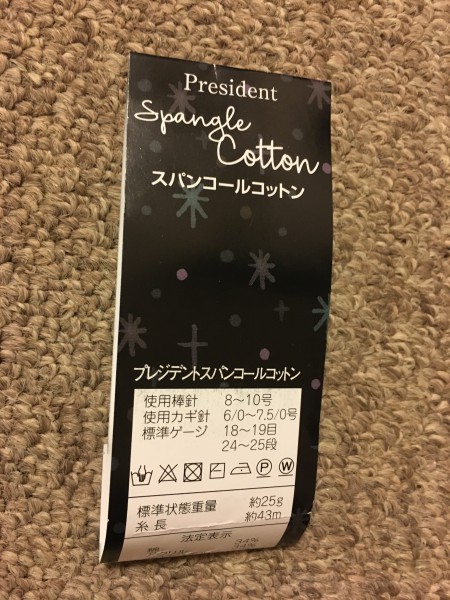 President
Spangle
Cotton
スパンコールコットン
プレジデントスパンコールコットン
使用棒針 8〜10号
使用カギ針 6/0〜7.5/0号
標準ゲージ 18〜19目
24〜25段
P W
標準状態重量 約25g
糸長 約43m
法定表示
34%